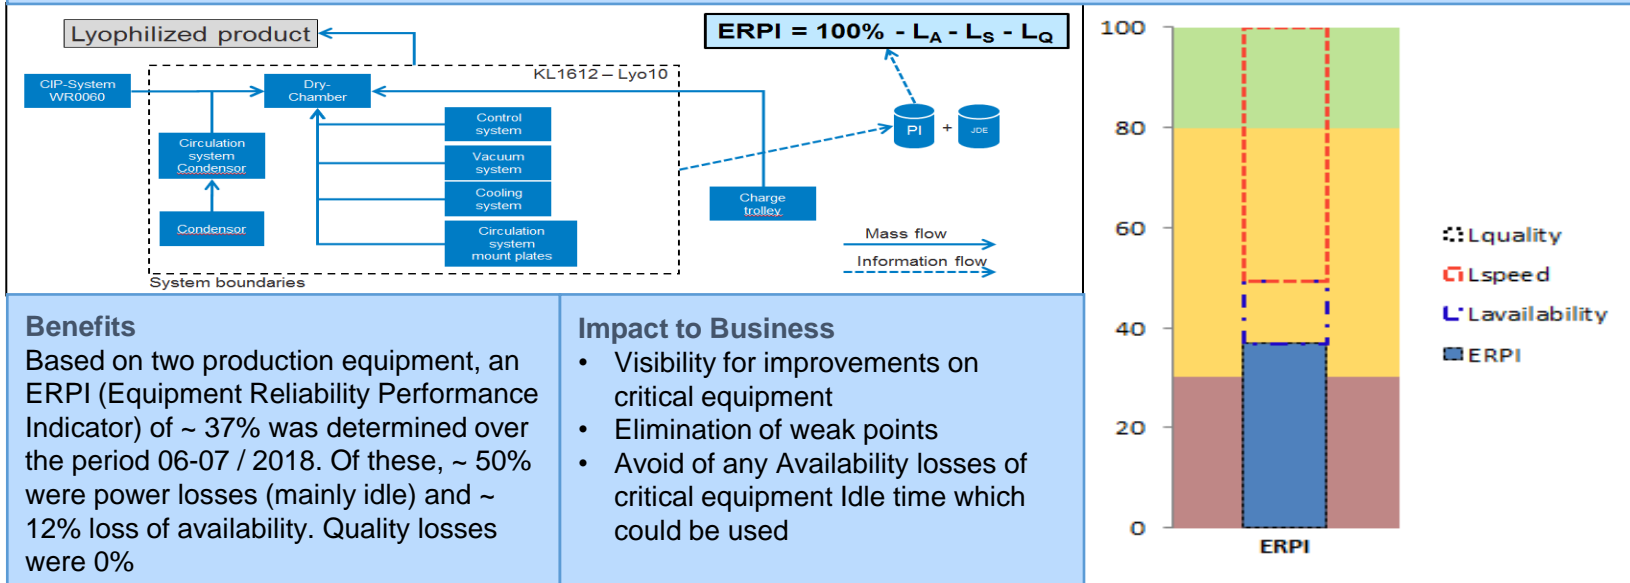 Lyophilized product
ERPI = 100% - LA - LS - LQ
KL1612 – Lyo10
CIP-System
WR0060
Dry-
Chamber
Control
system
Circulation
system
Condensor
Vacuum
system
Cooling
system
Condensor
Circulation
system
mount plates
PI
+
JDE
Charge
trolley
Mass flow
Information flow
System boundaries
Benefits
Based on two production equipment, an
ERPI (Equipment Reliability Performance
Indicator) of ~ 37% was determined over
the period 06-07 / 2018. Of these, ~ 50%
were power losses (mainly idle) and ~
12% loss of availability. Quality losses
were 0%
Impact to Business
• Visibility for improvements on
critical equipment
• Elimination of weak points
• Avoid of any Availability losses of
critical equipment Idle time which
could be used
100
80
60
40
20
0
ERPI
Lquality
Lspeed
Lavailability
ERPI